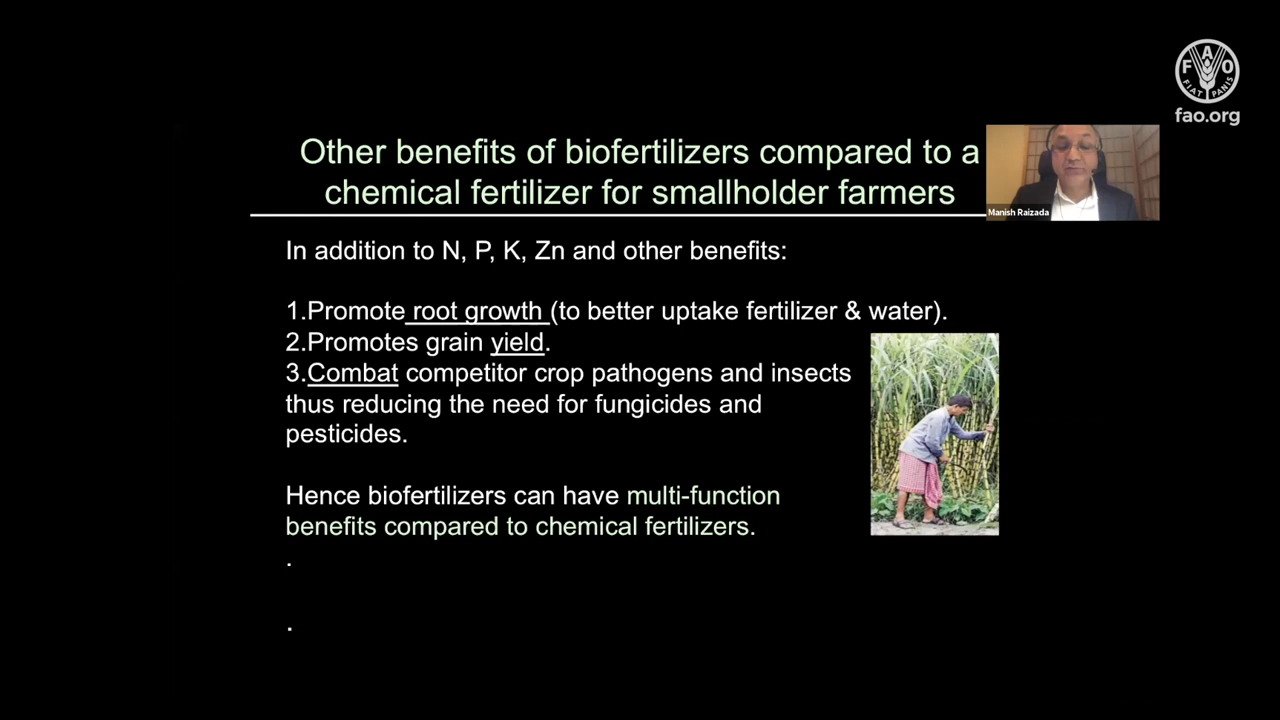 FAO
FIAT PANIS
fao.org
Other benefits of biofertilizers compared to a
chemical fertilizer for smallholder farmers
Manish Raizada
In addition to N, P, K, Zn and other benefits:
1.Promote root growth (to better uptake fertilizer & water).
2.Promotes grain yield.
3.Combat competitor crop pathogens and insects
thus reducing the need for fungicides and
pesticides.
Hence biofertilizers can have multi-function
benefits compared to chemical fertilizers.
.
.